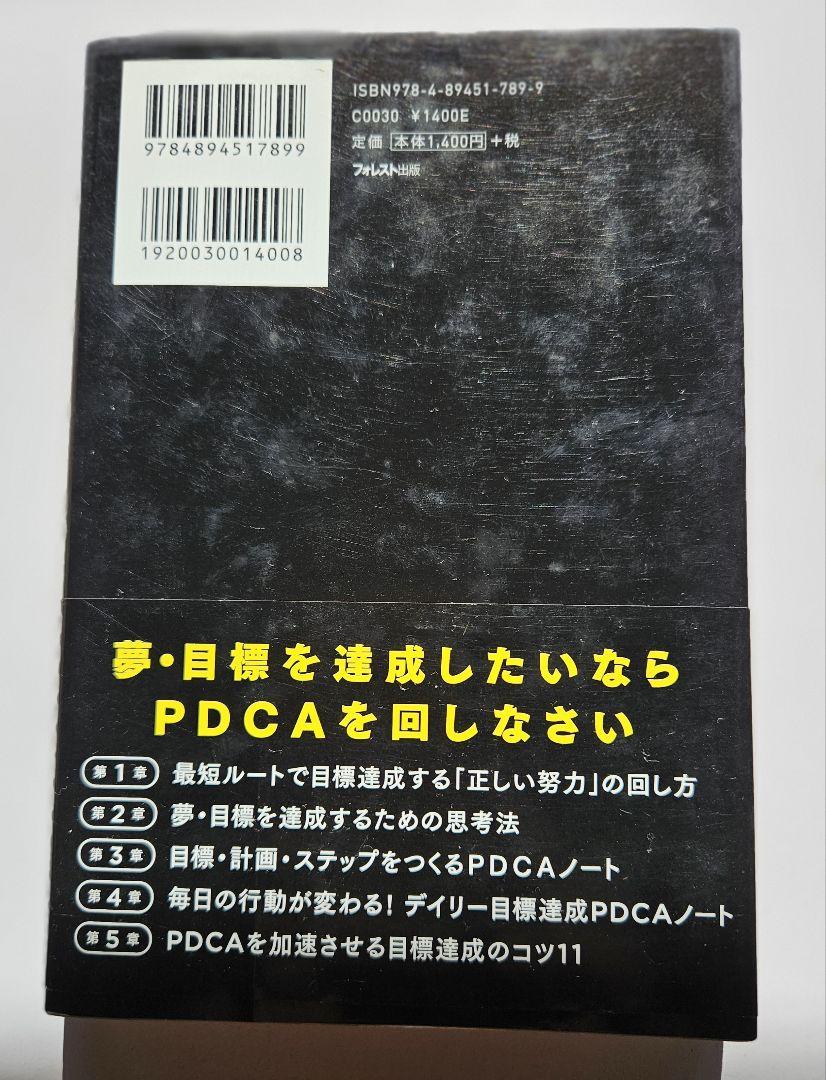 9784894517899
1920030014008
ISBN978-4-89451-789-9
C0030 ¥1400E
定価 本体1,400円 +税
フォレスト出版
夢・目標を達成したいなら
PDCAを回しなさい
第1章 最短ルートで目標達成する「正しい努力」の回し方
第2章 夢・目標を達成するための思考法
第3章 目標・計画・ステップをつくるPDCAノート
第4章 毎日の行動が変わる! デイリー目標達成PDCAノート
第5章 PDCAを加速させる目標達成のコツ11